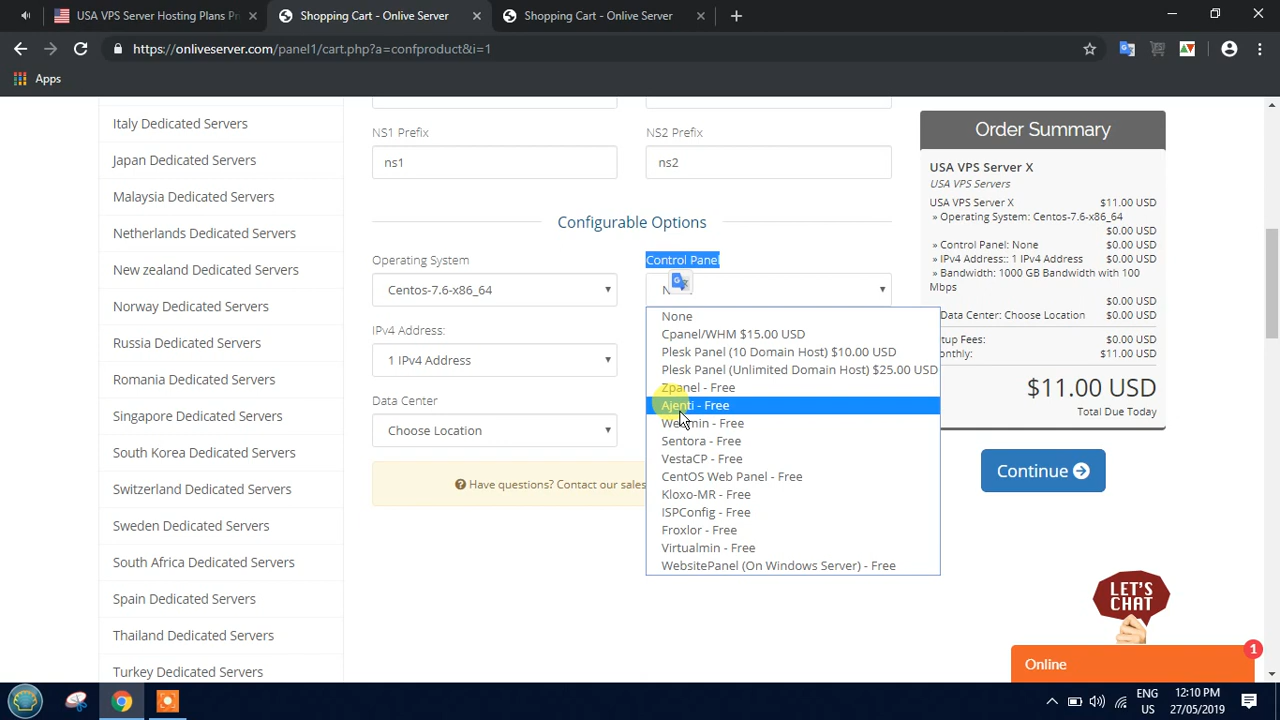 USA VPS Server Hosting Plans Pr
Shopping Cart - Onlive Server
Shopping Cart - Onlive Server
https://onliveserver.com/panel1/cart.php?a=confproduct&i=1
Apps
Italy Dedicated Servers
Japan Dedicated Servers
Malaysia Dedicated Servers
Netherlands Dedicated Servers
New zealand Dedicated Servers
Norway Dedicated Servers
Russia Dedicated Servers
Romania Dedicated Servers
Singapore Dedicated Servers
South Korea Dedicated Servers
Switzerland Dedicated Servers
Sweden Dedicated Servers
South Africa Dedicated Servers
Spain Dedicated Servers
Thailand Dedicated Servers
Turkey Dedicated Servers
NS1 Prefix
ns1
NS2 Prefix
ns2
Configurable Options
Operating System
Centos-7.6-x86_64
IPv4 Address:
1 IPv4 Address
Data Center
Choose Location
Have questions? Contact our sales
Control Panel
None
Cpanel/WHM $15.00 USD
Plesk Panel (10 Domain Host) $10.00 USD
Plesk Panel (Unlimited Domain Host) $25.00 USD
Zpanel - Free
Ajenti - Free
Webmin - Free
Sentora - Free
VestaCP - Free
CentOS Web Panel - Free
Kloxo-MR - Free
ISPConfig - Free
Froxlor - Free
Virtualmin - Free
WebsitePanel (On Windows Server) - Free
Order Summary
USA VPS Server X
USA VPS Servers
USA VPS Server X $11.00 USD
» Operating System: Centos-7.6-x86_64
$0.00 USD
» Control Panel: None $0.00 USD
» IPv4 Address:: 1 IPv4 Address $0.00 USD
» Bandwidth: 1000 GB Bandwidth with 100
Mbps $0.00 USD
Data Center: Choose Location
$0.00 USD
etup Fees: $0.00 USD
onthly: $11.00 USD
$11.00 USD
Total Due Today
Continue
LET'S
CHAT
Online
1
ENG
US
12:10 PM
27/05/2019